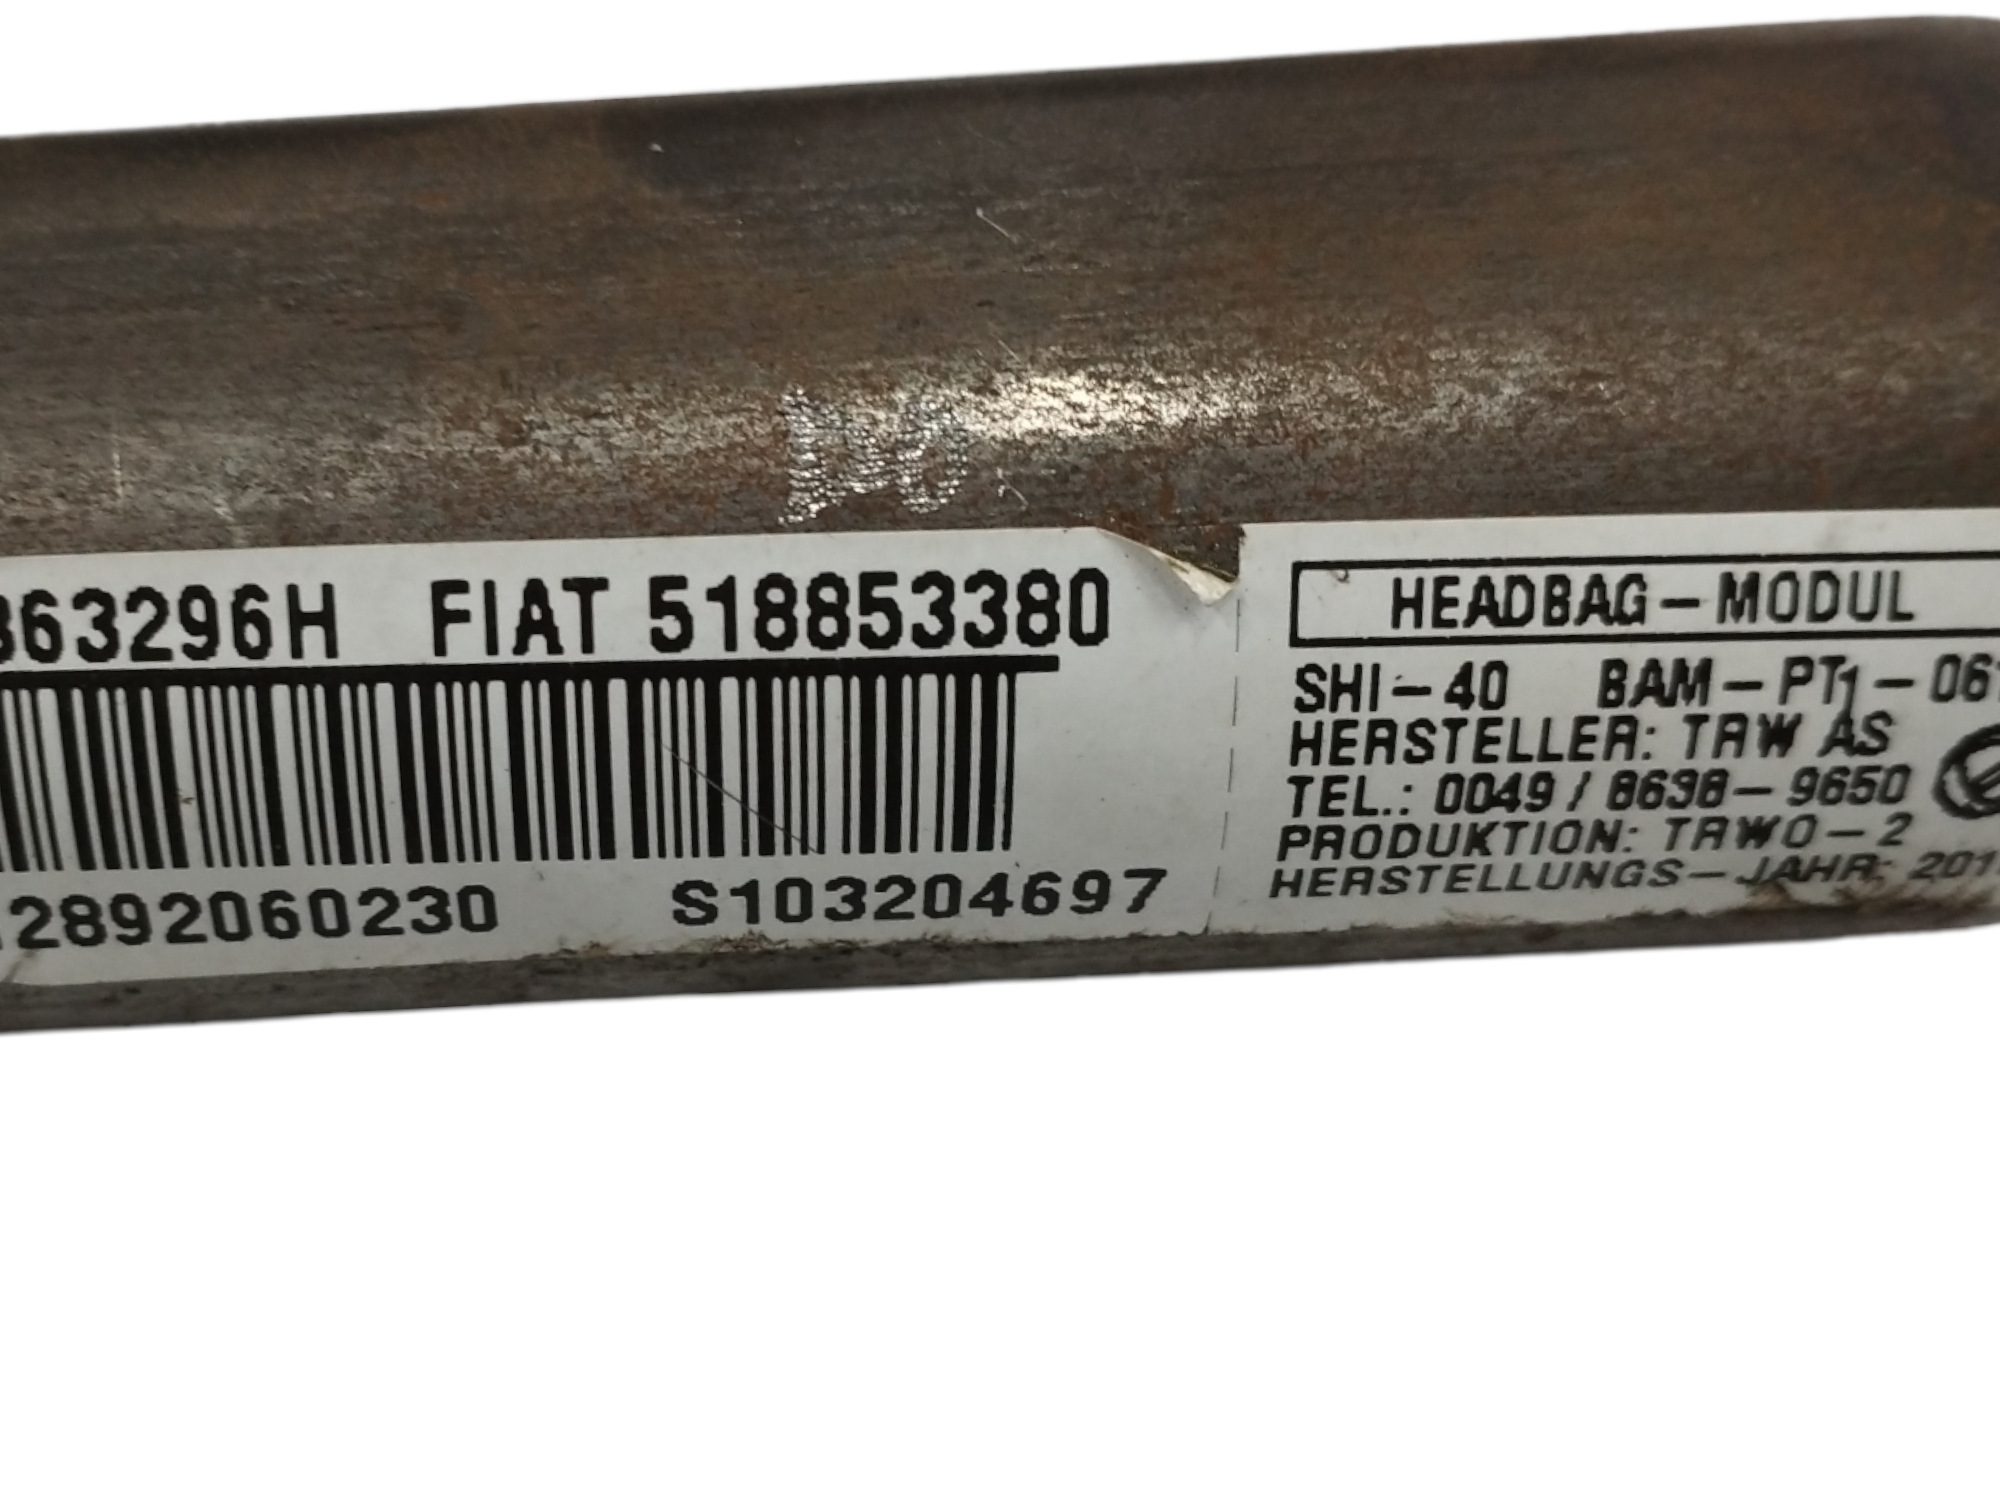 363296H FIAT 518853380
2892060230 S103204697
HEADBAG-MODUL
SHI-40 BAM-PT1-06
HERSTELLER: TRW AS
TEL.: 0049/8638-9650
PRODUKTION: TRWO-2
HERSTELLUNGS-JAHR: 201